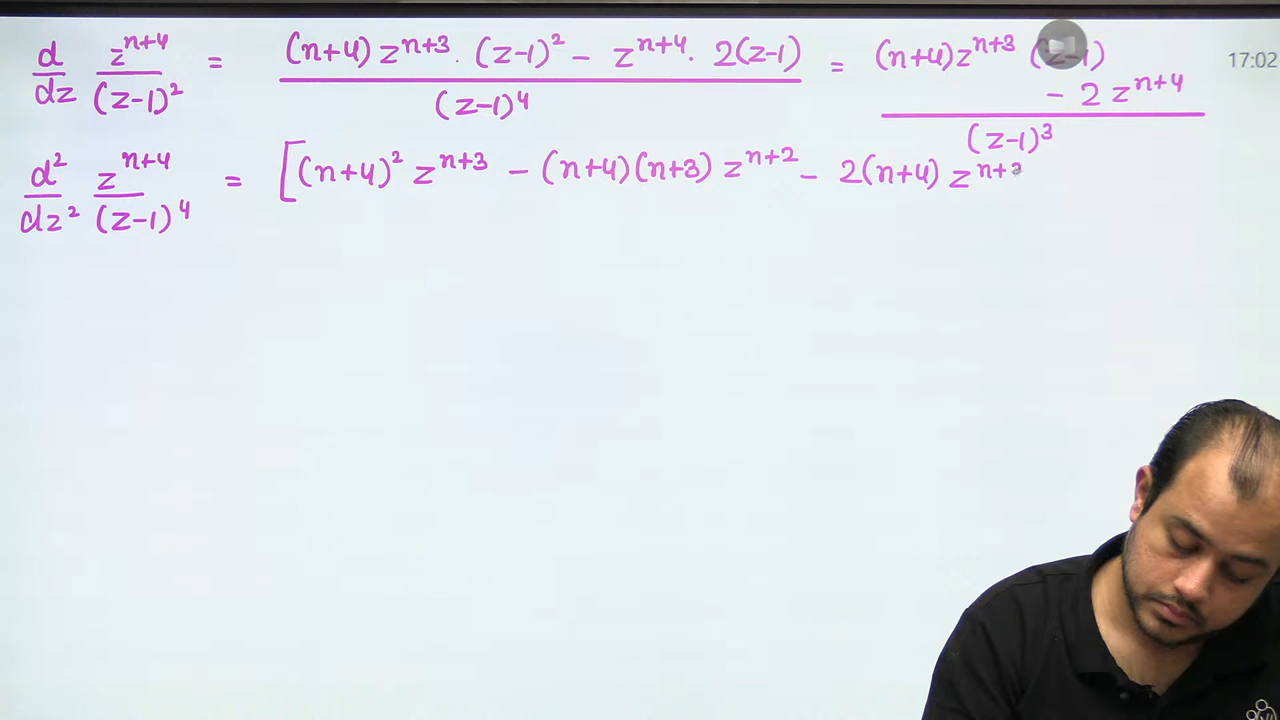 d/dz z^{n+4}/(z-1)^2 = ((n+4) z^{n+3} . (z-1)^2 - z^{n+4} . 2(z-1))/(z-1)^4 = ((n+4)z^{n+3} (z-1) - 2 z^{n+4})/(z-1)^3
17:02
d^2/dz^2 z^{n+4}/(z-1)^4 = [(n+4)^2 z^{n+3} - (n+4)(n+3) z^{n+2} - 2(n+4) z^{n+3}